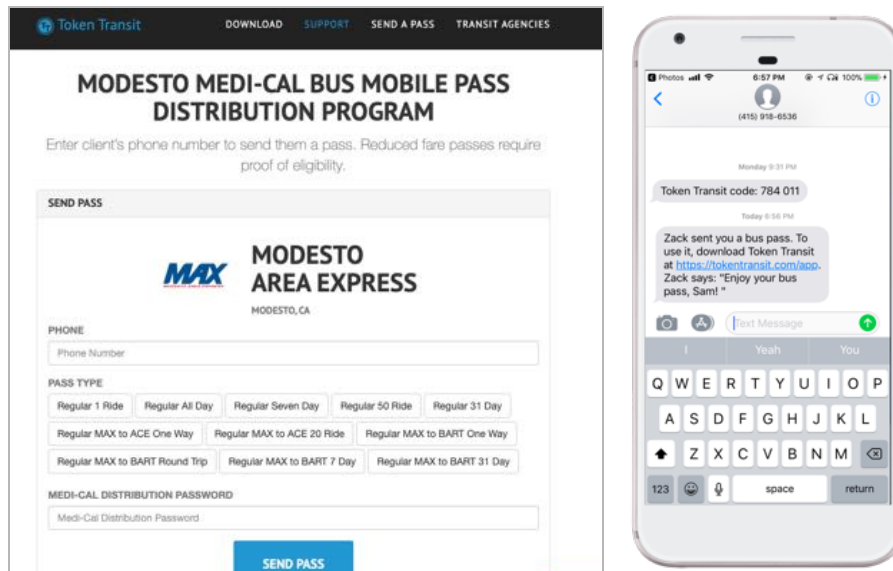 Token Transit
DOWNLOAD SUPPORT SEND A PASS TRANSIT AGENCIES
MODESTO MEDI-CAL BUS MOBILE PASS
DISTRIBUTION PROGRAM
Enter client's phone number to send them a pass. Reduced fare passes require
proof of eligibility.
SEND PASS
MAX
MODESTO
AREA EXPRESS
MODESTO, CA
PHONE
Phone Number
PASS TYPE
Regular 1 Ride Regular All Day Regular Seven Day Regular 50 Ride Regular 31 Day
Regular MAX to ACE One Way Regular MAX to ACE 20 Ride Regular MAX to BART One Way
Regular MAX to BART Round Trip Regular MAX to BART 7 Day Regular MAX to BART 31 Day
MEDI-CAL DISTRIBUTION PASSWORD
Medi-Cal Distribution Password
SEND PASS
Photos 6:57 PM 100%
(415) 918-6536
Monday 9:31 PM
Token Transit code: 784 011
Today 6:56 PM
Zack sent you a bus pass. To
use it, download Token Transit
at https://tokentransit.com/app.
Zack says: "Enjoy your bus
pass, Sam! "
Text Message
I Yeah You
Q W E R T Y U I O P
A S D F G H J K L
Z X C V B N M
123 space return